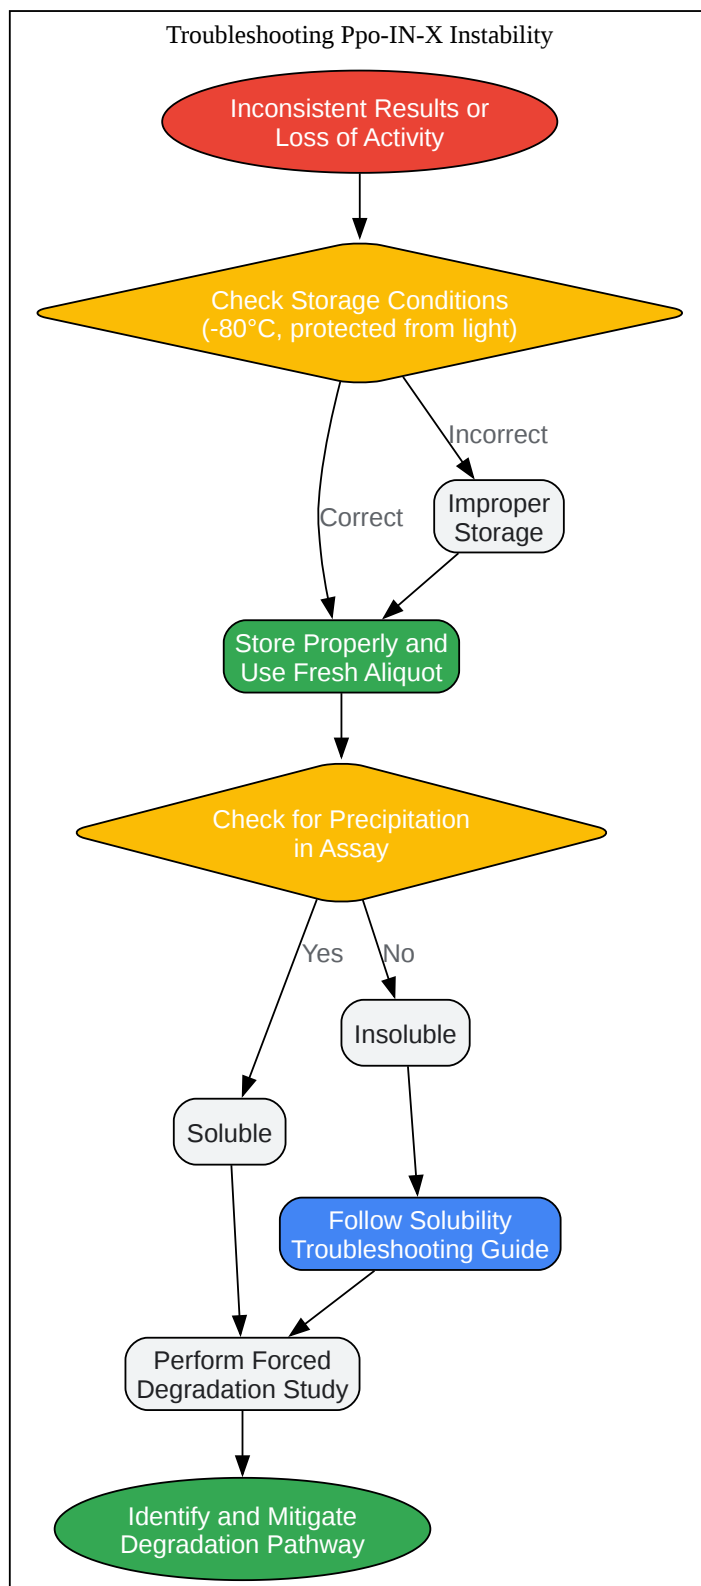 Troubleshooting Ppo-IN-X Instability
Inconsistent Results or
Loss of Activity
Check Storage Conditions
(-80°C, protected from light)
Incorrect
Improper
Storage
Correct
Store Properly and
Use Fresh Aliquot
Check for Precipitation
in Assay
Yes
No
Insoluble
Soluble
Follow Solubility
Troubleshooting Guide
Perform Forced
Degradation Study
Identify and Mitigate
Degradation Pathway